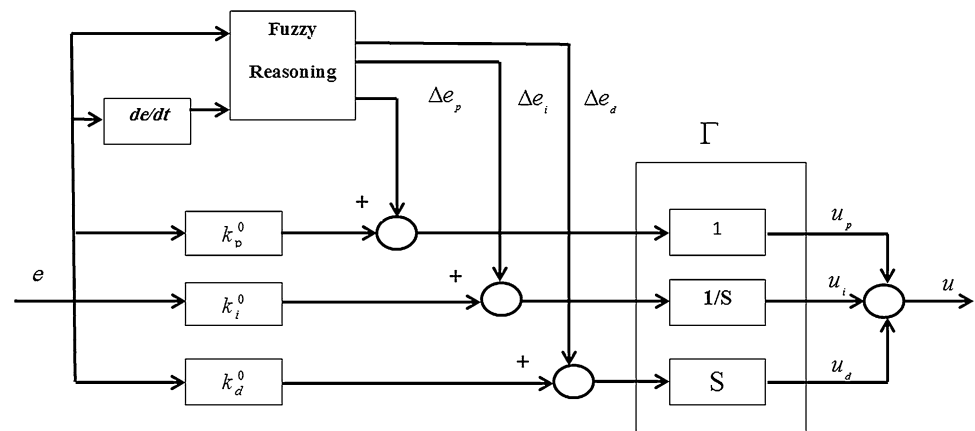 Fuzzy
Reasoning
de/dt
Δe_p
Δe_i
Δe_d
Γ
+
k_p^0
1
u_p
e
+
k_i^0
1/S
u_i
u
+
k_d^0
S
u_d